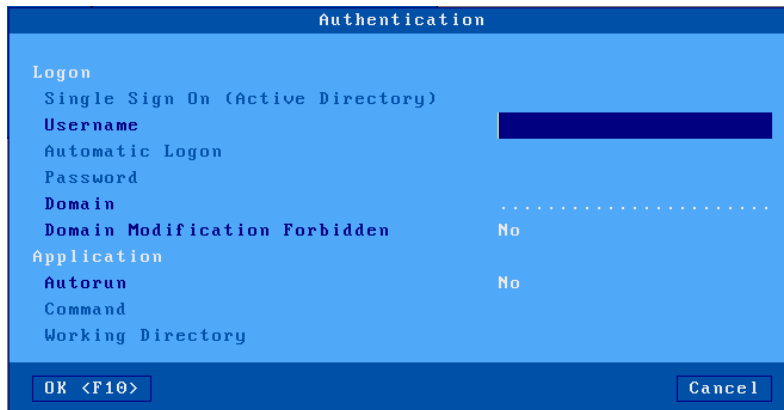 Authentication
Logon
Single Sign On (Active Directory)
Username
Automatic Logon
Password
Domain .......................
Domain Modification Forbidden No
Application
Autorun No
Command
Working Directory
OK <F10> Cancel